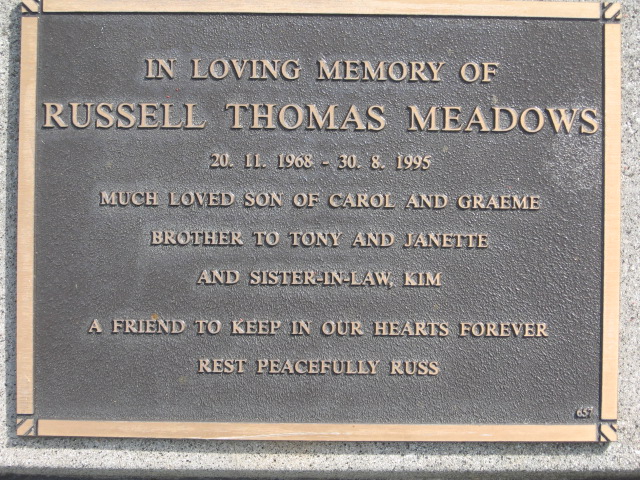 IN LOVING MEMORY OF
RUSSELL THOMAS MEADOWS
20. 11. 1968 - 30. 8. 1995
MUCH LOVED SON OF CAROL AND GRAEME
BROTHER TO TONY AND JANETTE
AND SISTER-IN-LAW, KIM
A FRIEND TO KEEP IN OUR HEARTS FOREVER
REST PEACEFULLY RUSS
657